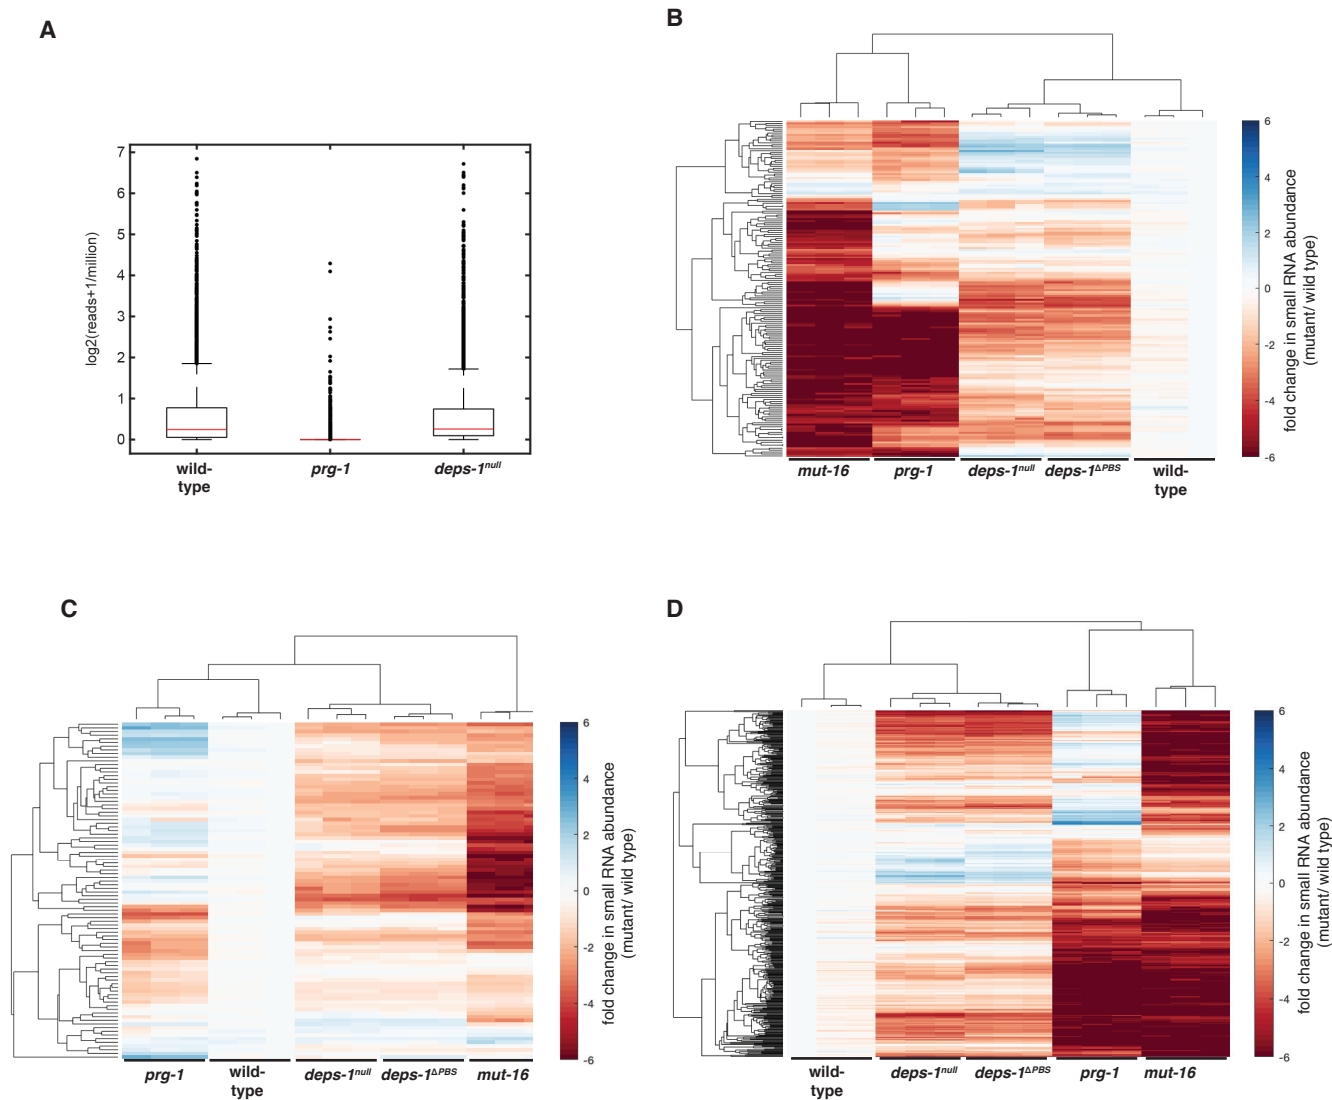 A
log2(reads+1/million)
7
6
5
4
3
2
1
0
wild-
type
prg-1
deps-1null
B
mut-16
prg-1
deps-1null
deps-1ΔPBS
wild-
type
6
4
2
0
-2
-4
-6
fold change in small RNA abundance
(mutant/ wild type)
C
prg-1
wild-
type
deps-1null
deps-1ΔPBS
mut-16
6
4
2
0
-2
-4
-6
fold change in small RNA abundance
(mutant/ wild type)
D
wild-
type
deps-1null
deps-1ΔPBS
prg-1
mut-16
6
4
2
0
-2
-4
-6
fold change in small RNA abundance
(mutant/ wild type)